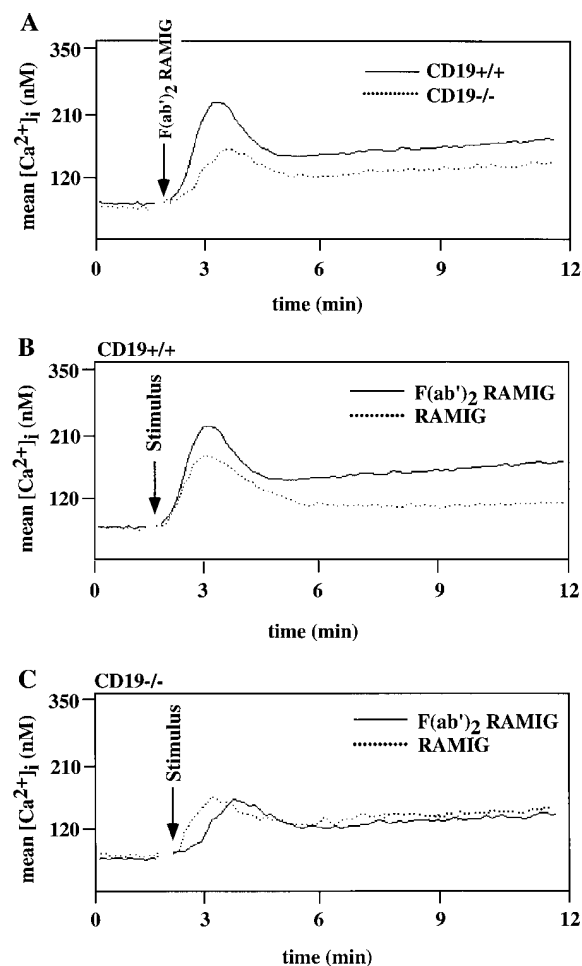 A
350
210
120
mean [Ca2+]i (nM)
F(ab')2 RAMIG
CD19+/+
CD19-/-
0 3 6 9 12
time (min)
B
CD19+/+
350
210
120
mean [Ca2+]i (nM)
Stimulus
F(ab')2 RAMIG
RAMIG
0 3 6 9 12
time (min)
C
CD19-/-
350
210
120
mean [Ca2+]i (nM)
Stimulus
F(ab')2 RAMIG
RAMIG
0 3 6 9 12
time (min)